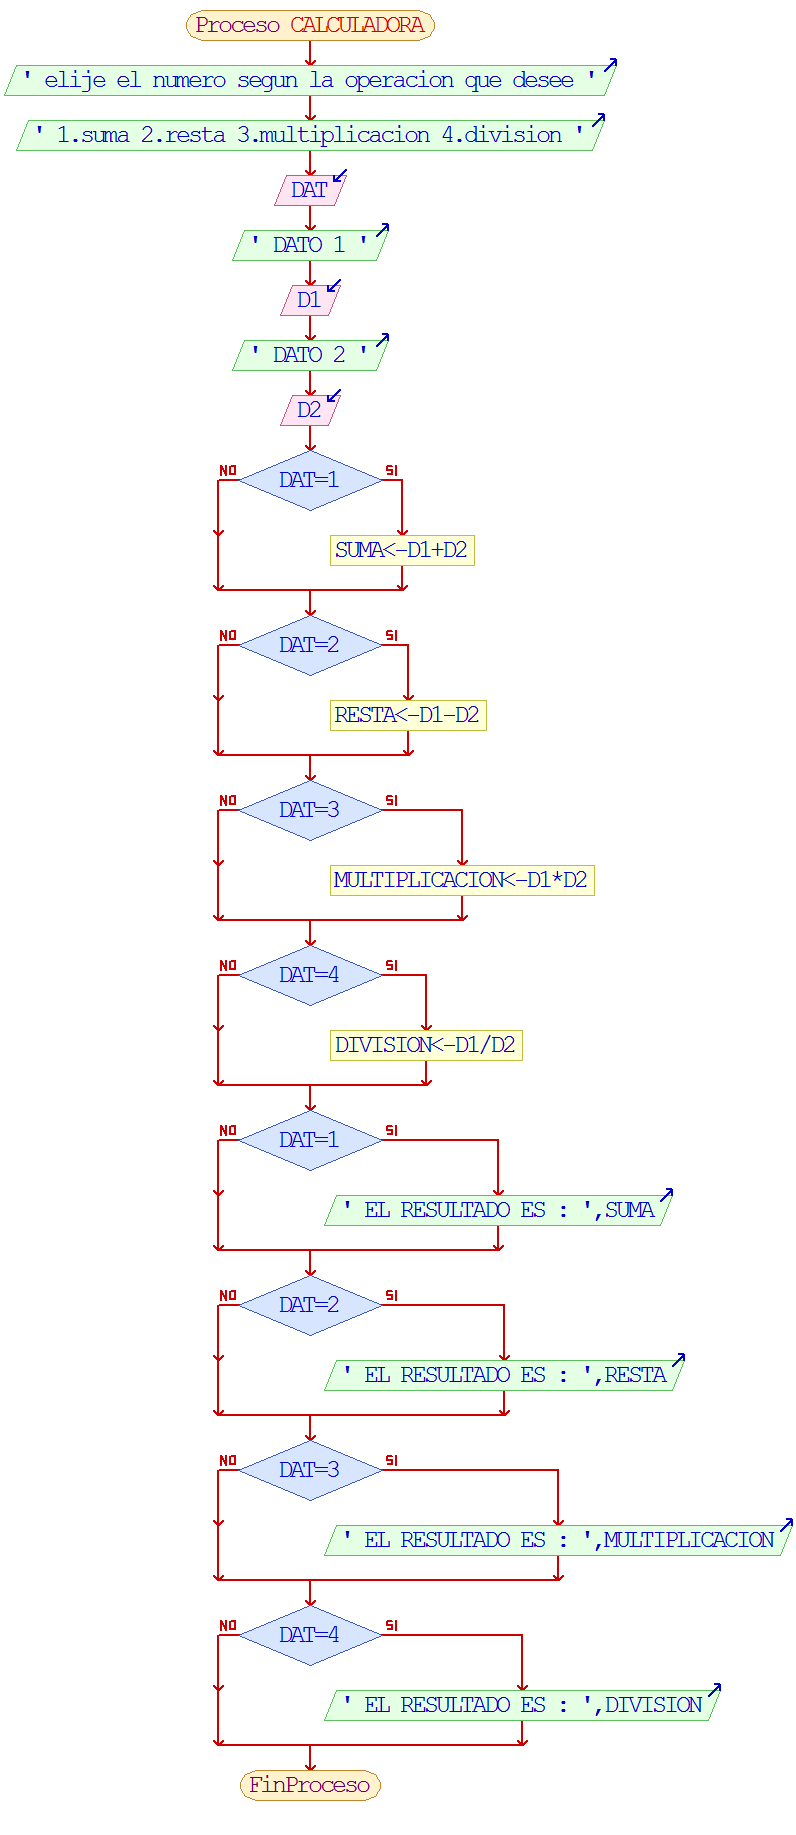 Proceso CALCULADORA
' elije el numero segun la operacion que desee '
' 1.suma 2.resta 3.multiplicacion 4.division '
DAT
' DATO 1 '
D1
' DATO 2 '
D2
NO DAT=1 SI
SUMA<-D1+D2
NO DAT=2 SI
RESTA<-D1-D2
NO DAT=3 SI
MULTIPLICACION<-D1*D2
NO DAT=4 SI
DIVISION<-D1/D2
NO DAT=1 SI
' EL RESULTADO ES : ',SUMA
NO DAT=2 SI
' EL RESULTADO ES : ',RESTA
NO DAT=3 SI
' EL RESULTADO ES : ',MULTIPLICACION
NO DAT=4 SI
' EL RESULTADO ES : ',DIVISION
FinProceso